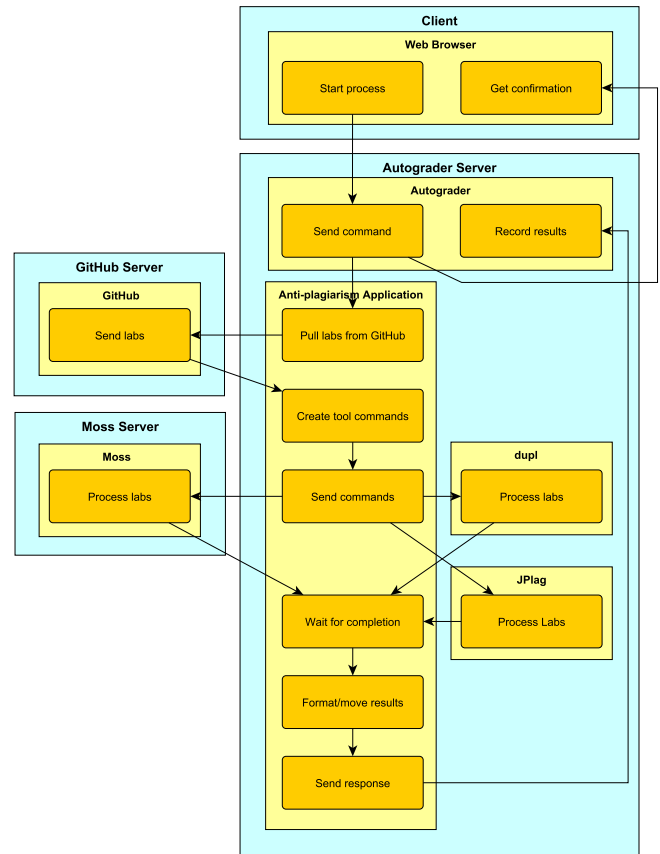 Client
Web Browser
Start process
Get confirmation
Autograder Server
Autograder
Send command
Record results
GitHub Server
GitHub
Send labs
Anti-plagiarism Application
Pull labs from GitHub
Create tool commands
Moss Server
Moss
Process labs
Send commands
dupl
Process labs
JPlag
Process Labs
Wait for completion
Format/move results
Send response